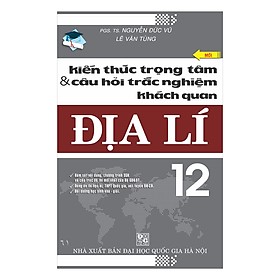 PGS. TS. NGUYỄN ĐỨC VŨ
LÊ VĂN TÙNG
MỚI
kiến thức trọng tâm
& câu hỏi trắc nghiệm
khách quan
ĐỊA LÍ
12
NHÀ XUẤT BẢN ĐẠI HỌC QUỐC GIA HÀ NỘI